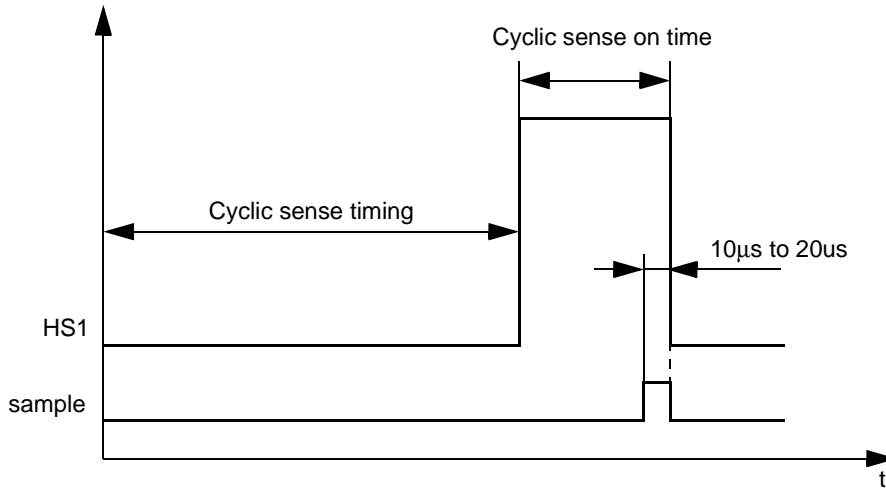 Cyclic sense on time
Cyclic sense timing
10μs to 20us
HS1
sample
t